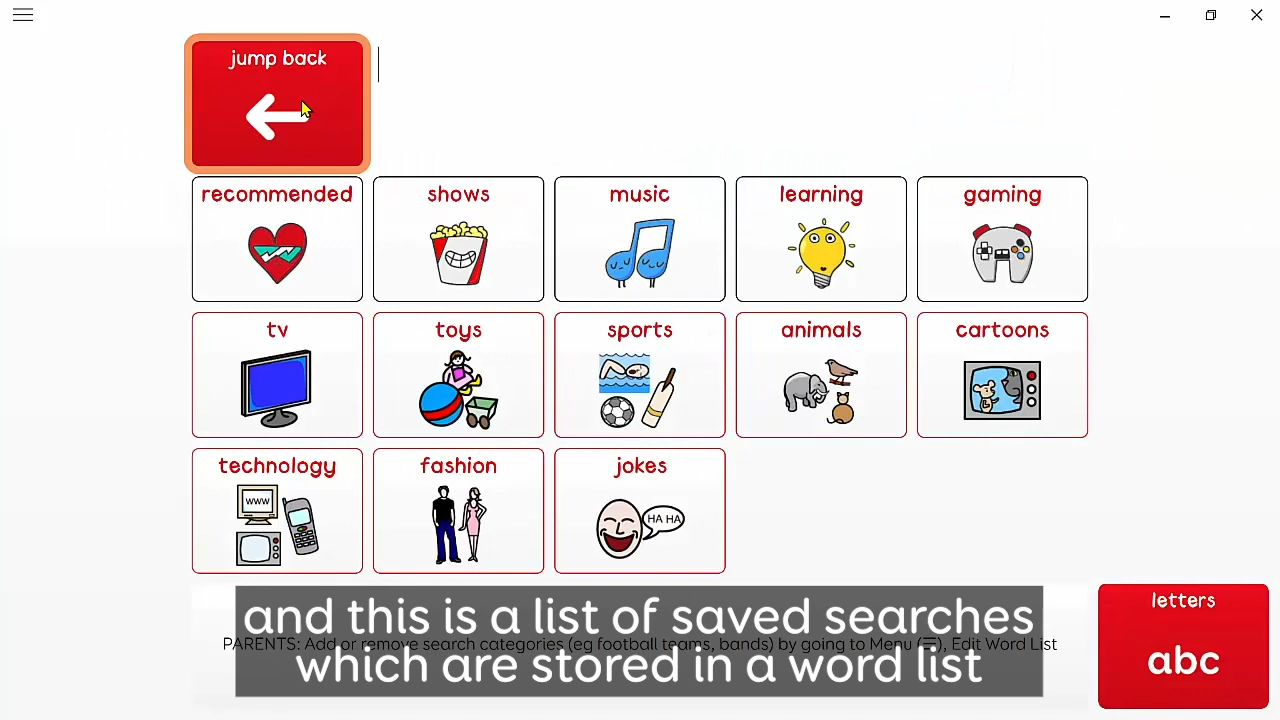 jump back
recommended
shows
music
learning
gaming
tv
toys
sports
animals
cartoons
technology
www
fashion
jokes
HA HA
and this is a list of saved searches
PARENTS: Add or remove search categories (eg football teams, bands) by going to Menu (☰), Edit Word List
which are stored in a word list
letters
abc